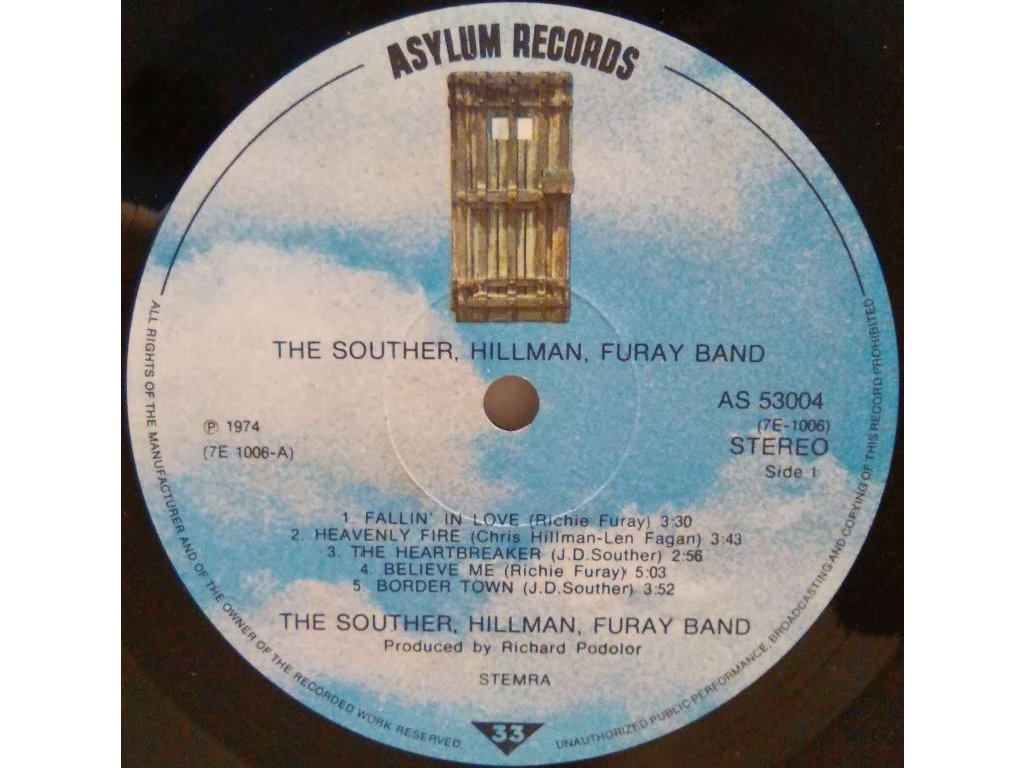 ASYLUM RECORDS
THE SOUTHER, HILLMAN, FURAY BAND
℗ 1974
(7E 1006-A)
AS 53004
(7E-1006)
STEREO
Side 1
1. FALLIN' IN LOVE (Richie Furay) 3:30
2. HEAVENLY FIRE (Chris Hillman-Len Fagan) 3:43
3. THE HEARTBREAKER (J.D.Souther) 2:56
4. BELIEVE ME (Richie Furay) 5:03
5. BORDER TOWN (J.D.Souther) 3:52
THE SOUTHER, HILLMAN, FURAY BAND
Produced by Richard Podolor
STEMRA
33
ALL RIGHTS OF THE MANUFACTURER AND OF THE OWNER OF THE RECORDED WORK RESERVED.
UNAUTHORIZED PUBLIC PERFORMANCE, BROADCASTING AND COPYING OF THIS RECORD PROHIBITED